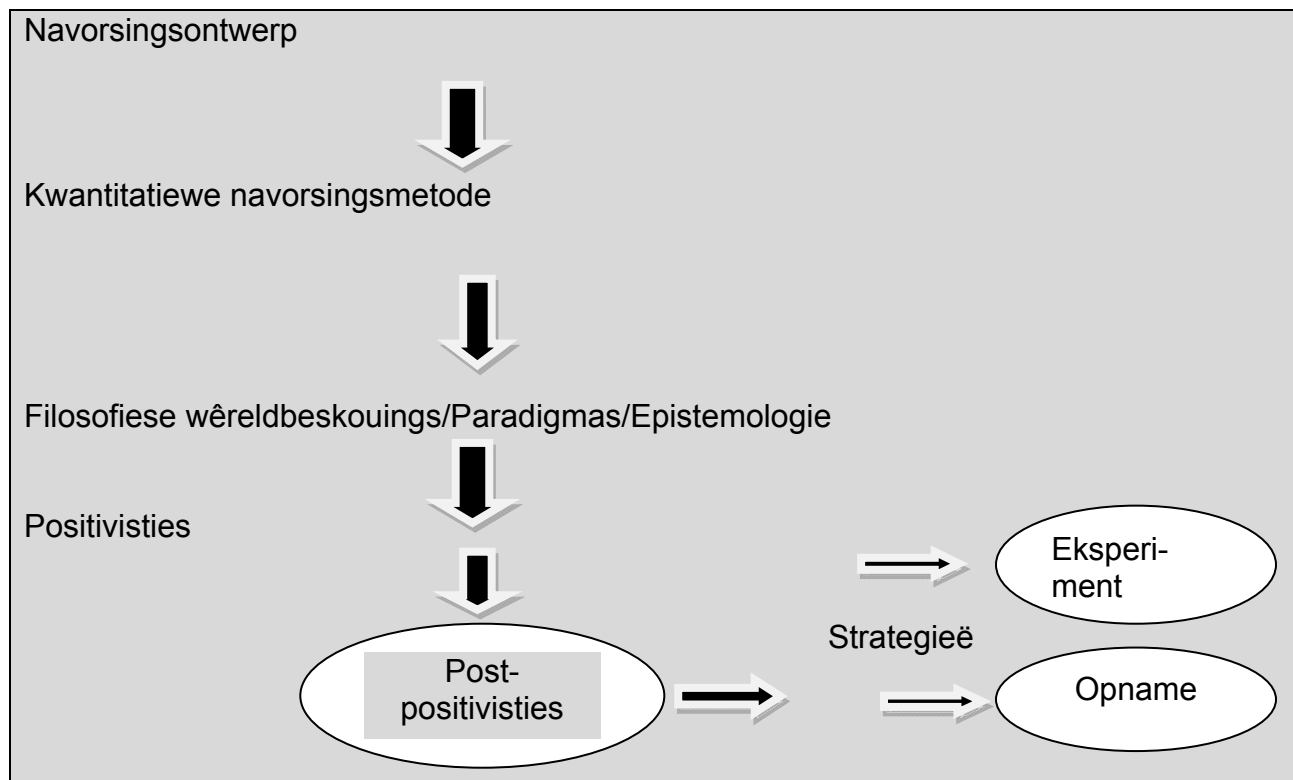 Navorsingsontwerp
Kwantitatiewe navorsingsmetode
Filosofiese wêreldbeskouings/Paradigmas/Epistemologie
Positivisties
Post-
positivisties
Strategieë
Eksperi-
ment
Opname